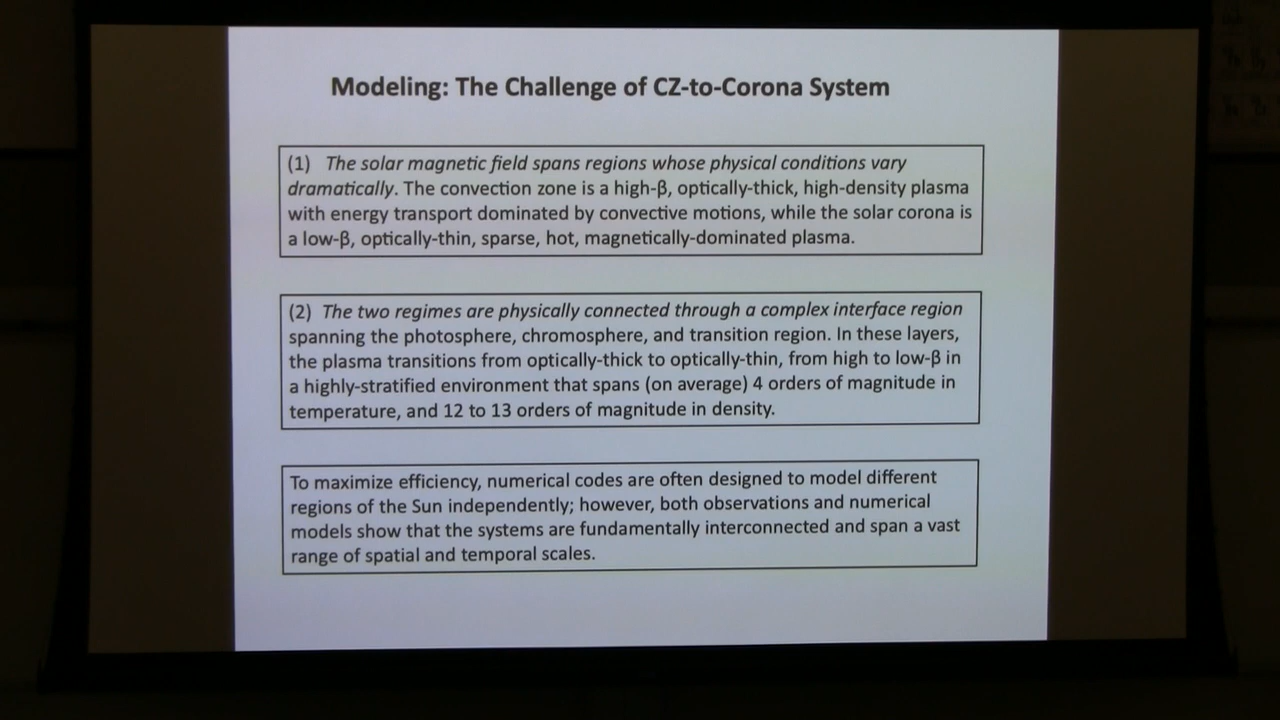 Modeling: The Challenge of CZ-to-Corona System
(1) The solar magnetic field spans regions whose physical conditions vary
dramatically. The convection zone is a high-β, optically-thick, high-density plasma
with energy transport dominated by convective motions, while the solar corona is
a low-β, optically-thin, sparse, hot, magnetically-dominated plasma.
(2) The two regimes are physically connected through a complex interface region
spanning the photosphere, chromosphere, and transition region. In these layers,
the plasma transitions from optically-thick to optically-thin, from high to low-β in
a highly-stratified environment that spans (on average) 4 orders of magnitude in
temperature, and 12 to 13 orders of magnitude in density.
To maximize efficiency, numerical codes are often designed to model different
regions of the Sun independently; however, both observations and numerical
models show that the systems are fundamentally interconnected and span a vast
range of spatial and temporal scales.